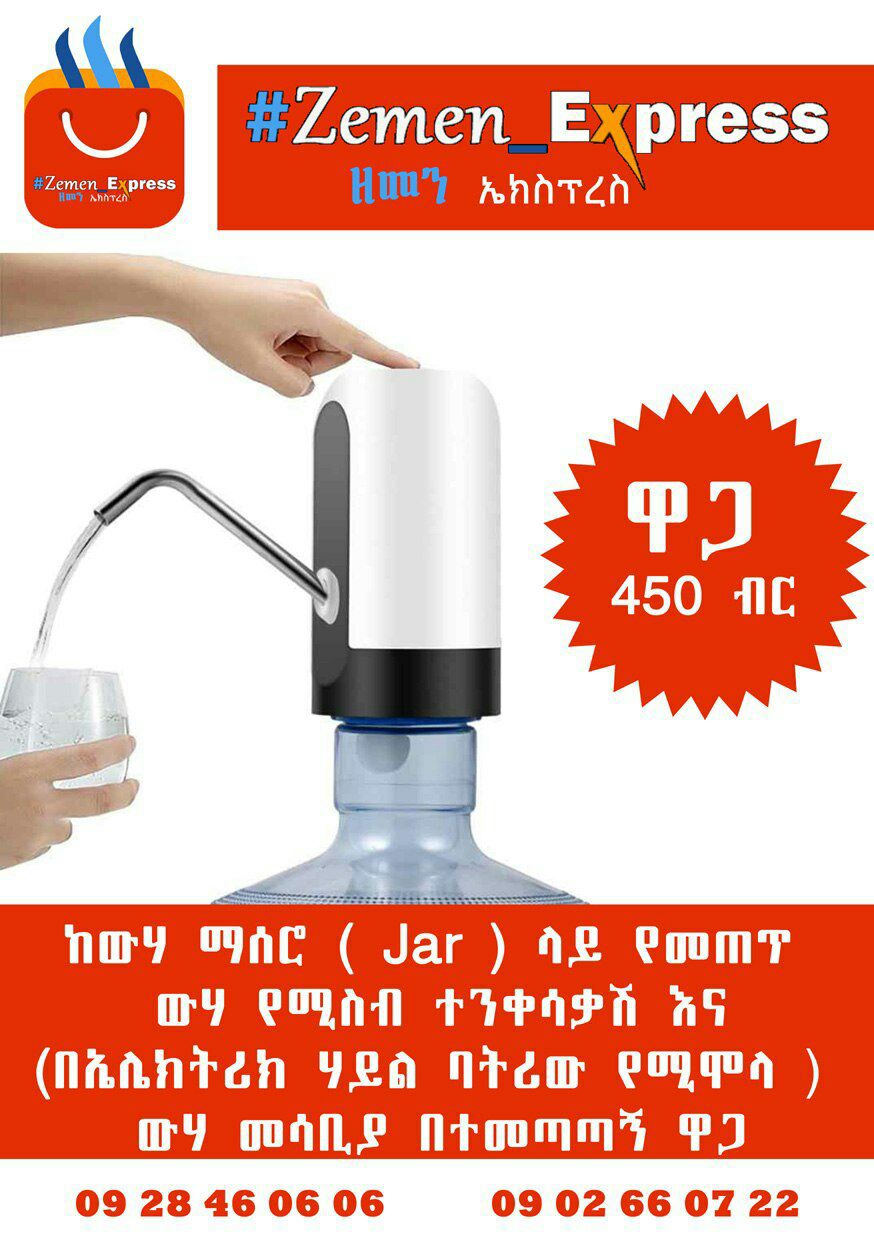 #Zemen_Express
ዘመን ኤክስፕረስ
#Zemen_Express
ዘመን ኤክስፕረስ
ዋጋ
450 ብር
ከውሃ ማሰሮ ( Jar ) ላይ የመጠጥ
ውሃ የሚስብ ተንቀሳቃሽ እና
(በኤሌክትሪክ ሃይል ባትሪው የሚሞላ )
ውሃ መሳቢያ በተመጣጣኝ ዋጋ
09 28 46 06 06 09 02 66 07 22